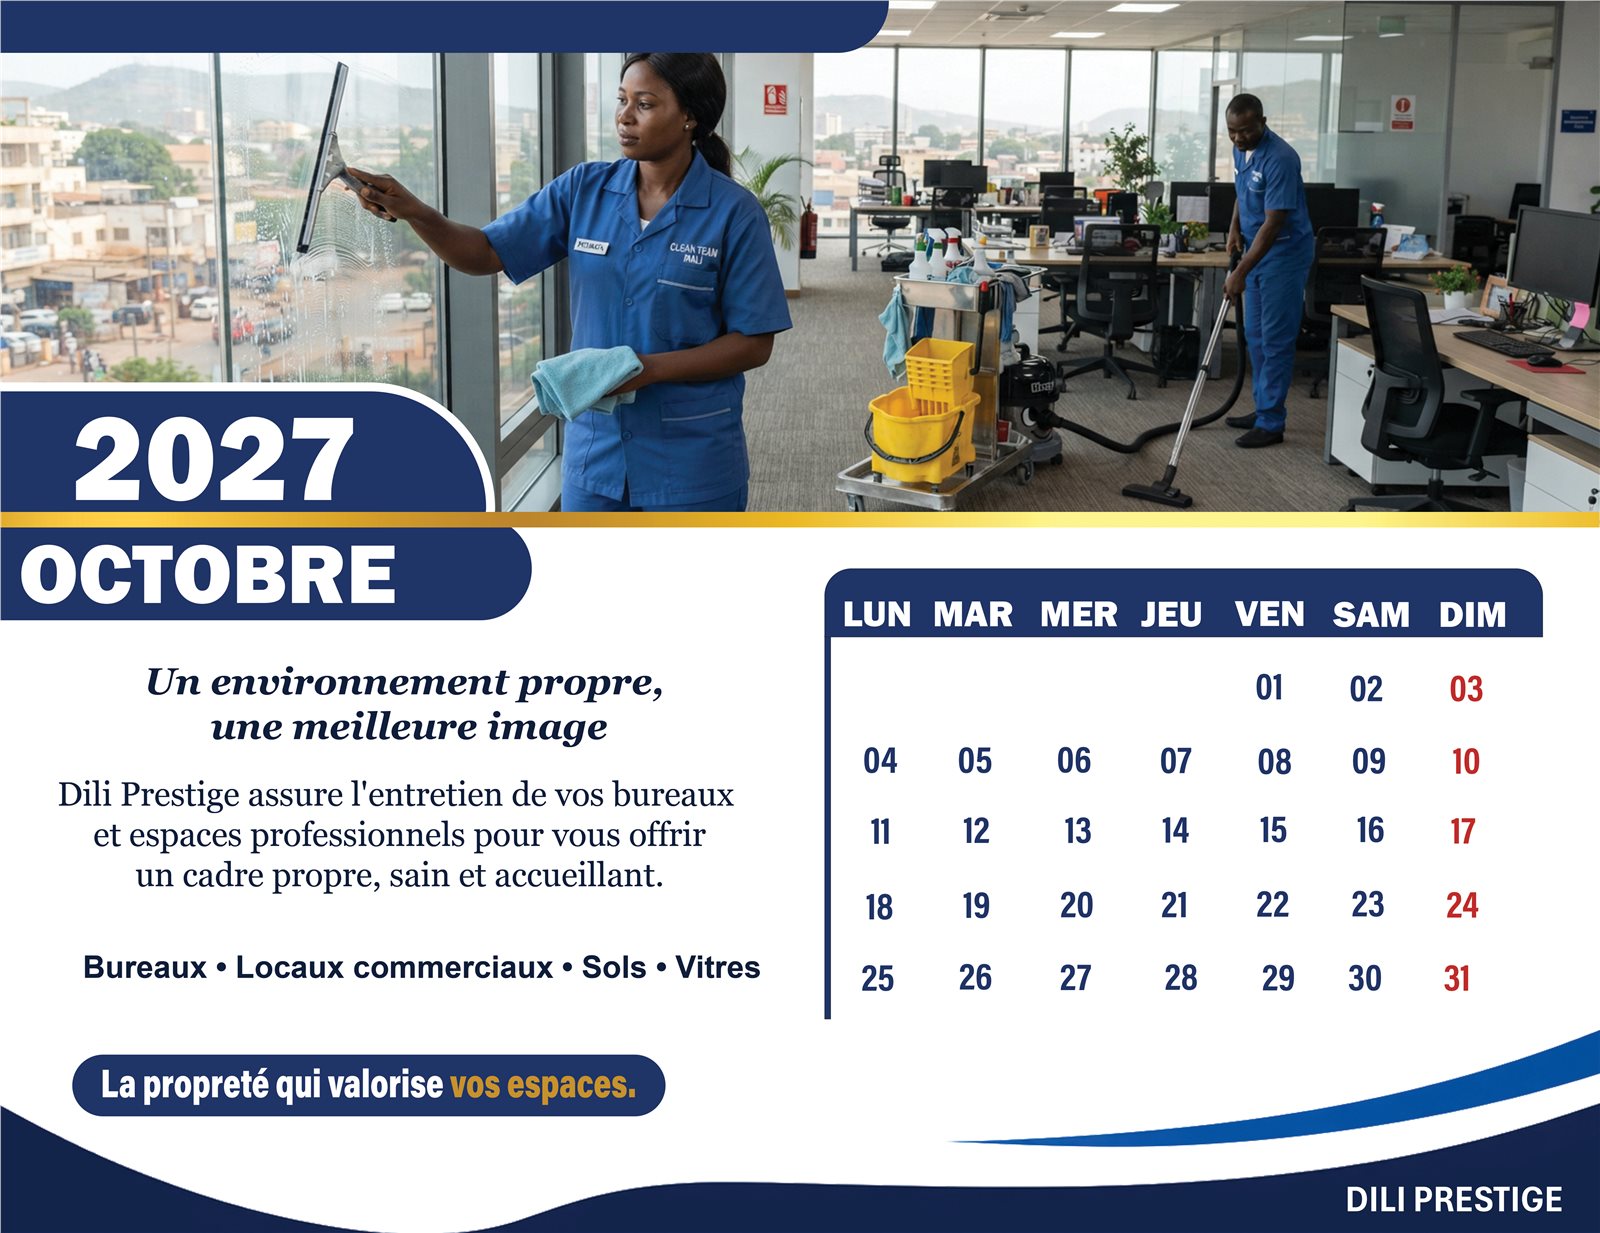 CLEAN TEAM
MALI
2027
OCTOBRE
Un environnement propre,
une meilleure image
Dili Prestige assure l'entretien de vos bureaux
et espaces professionnels pour vous offrir
un cadre propre, sain et accueillant.
Bureaux • Locaux commerciaux • Sols • Vitres
La propreté qui valorise vos espaces.
LUN MAR MER JEU VEN SAM DIM
01 02 03
04 05 06 07 08 09 10
11 12 13 14 15 16 17
18 19 20 21 22 23 24
25 26 27 28 29 30 31
DILI PRESTIGE